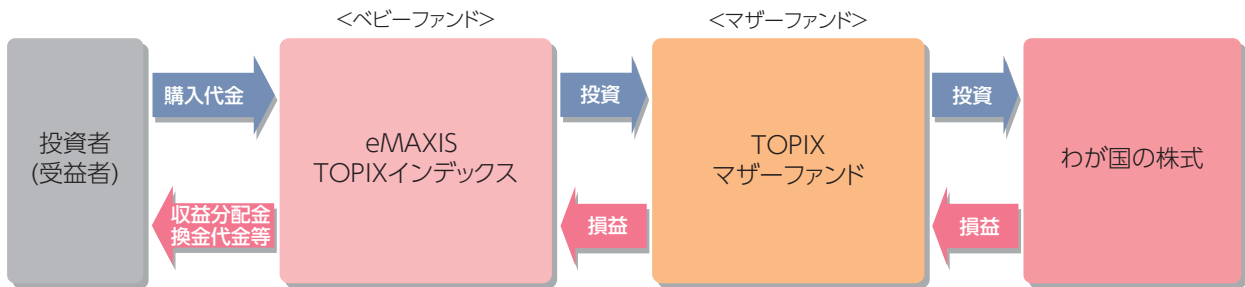 <ベビーファンド>
<マザーファンド>
投資者
(受益者)
購入代金
収益分配金
換金代金等
eMAXIS
TOPIXインデックス
投資
損益
TOPIX
マザーファンド
投資
損益
わが国の株式